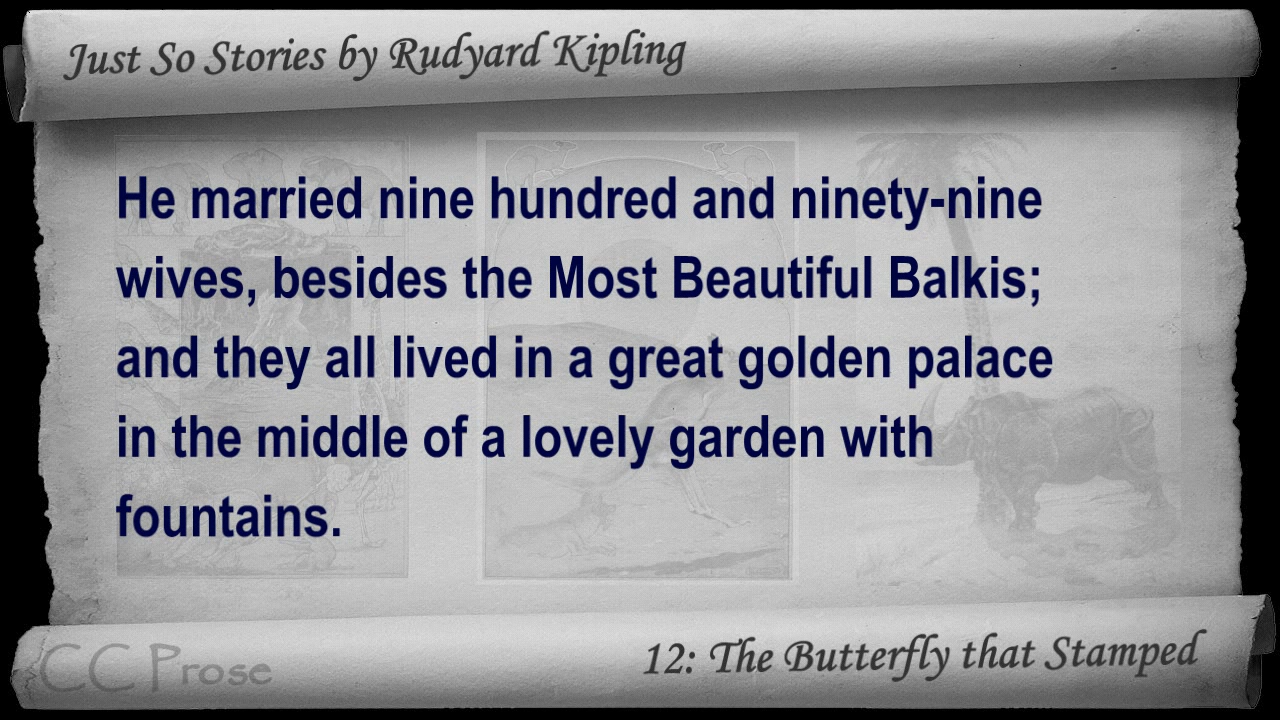 Just So Stories by Rudyard Kipling
He married nine hundred and ninety-nine
wives, besides the Most Beautiful Balkis;
and they all lived in a great golden palace
in the middle of a lovely garden with
fountains.
CC Prose
12: The Butterfly that Stamped